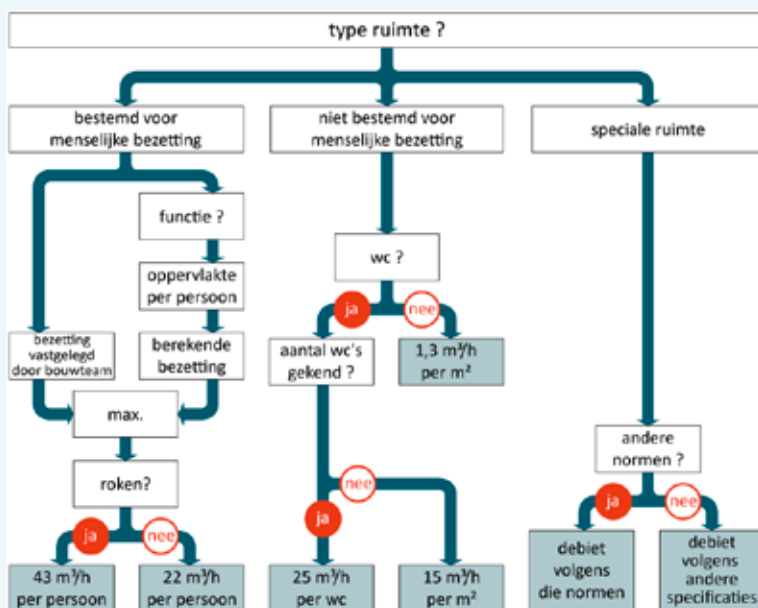 type ruimte ?
bestemd voor
menselijke bezetting
niet bestemd voor
menselijke bezetting
speciale ruimte
functie ?
oppervlakte
per persoon
bezetting
vastgelegd
door bouwteam
berekende
bezetting
max.
roken?
ja
nee
43 m³/h
per persoon
22 m³/h
per persoon
wc ?
ja
nee
aantal wc's
gekend ?
1,3 m³/h
per m²
nee
ja
25 m³/h
per wc
15 m³/h
per m²
andere
normen ?
ja
nee
debiet
volgens
die normen
debiet
volgens
andere
specificaties